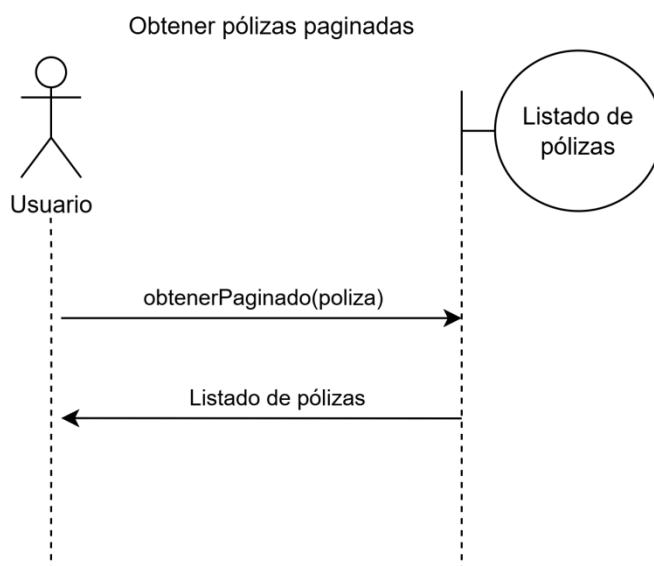 Obtener pólizas paginadas
Listado de
pólizas
Usuario
obtenerPaginado(poliza)
Listado de pólizas